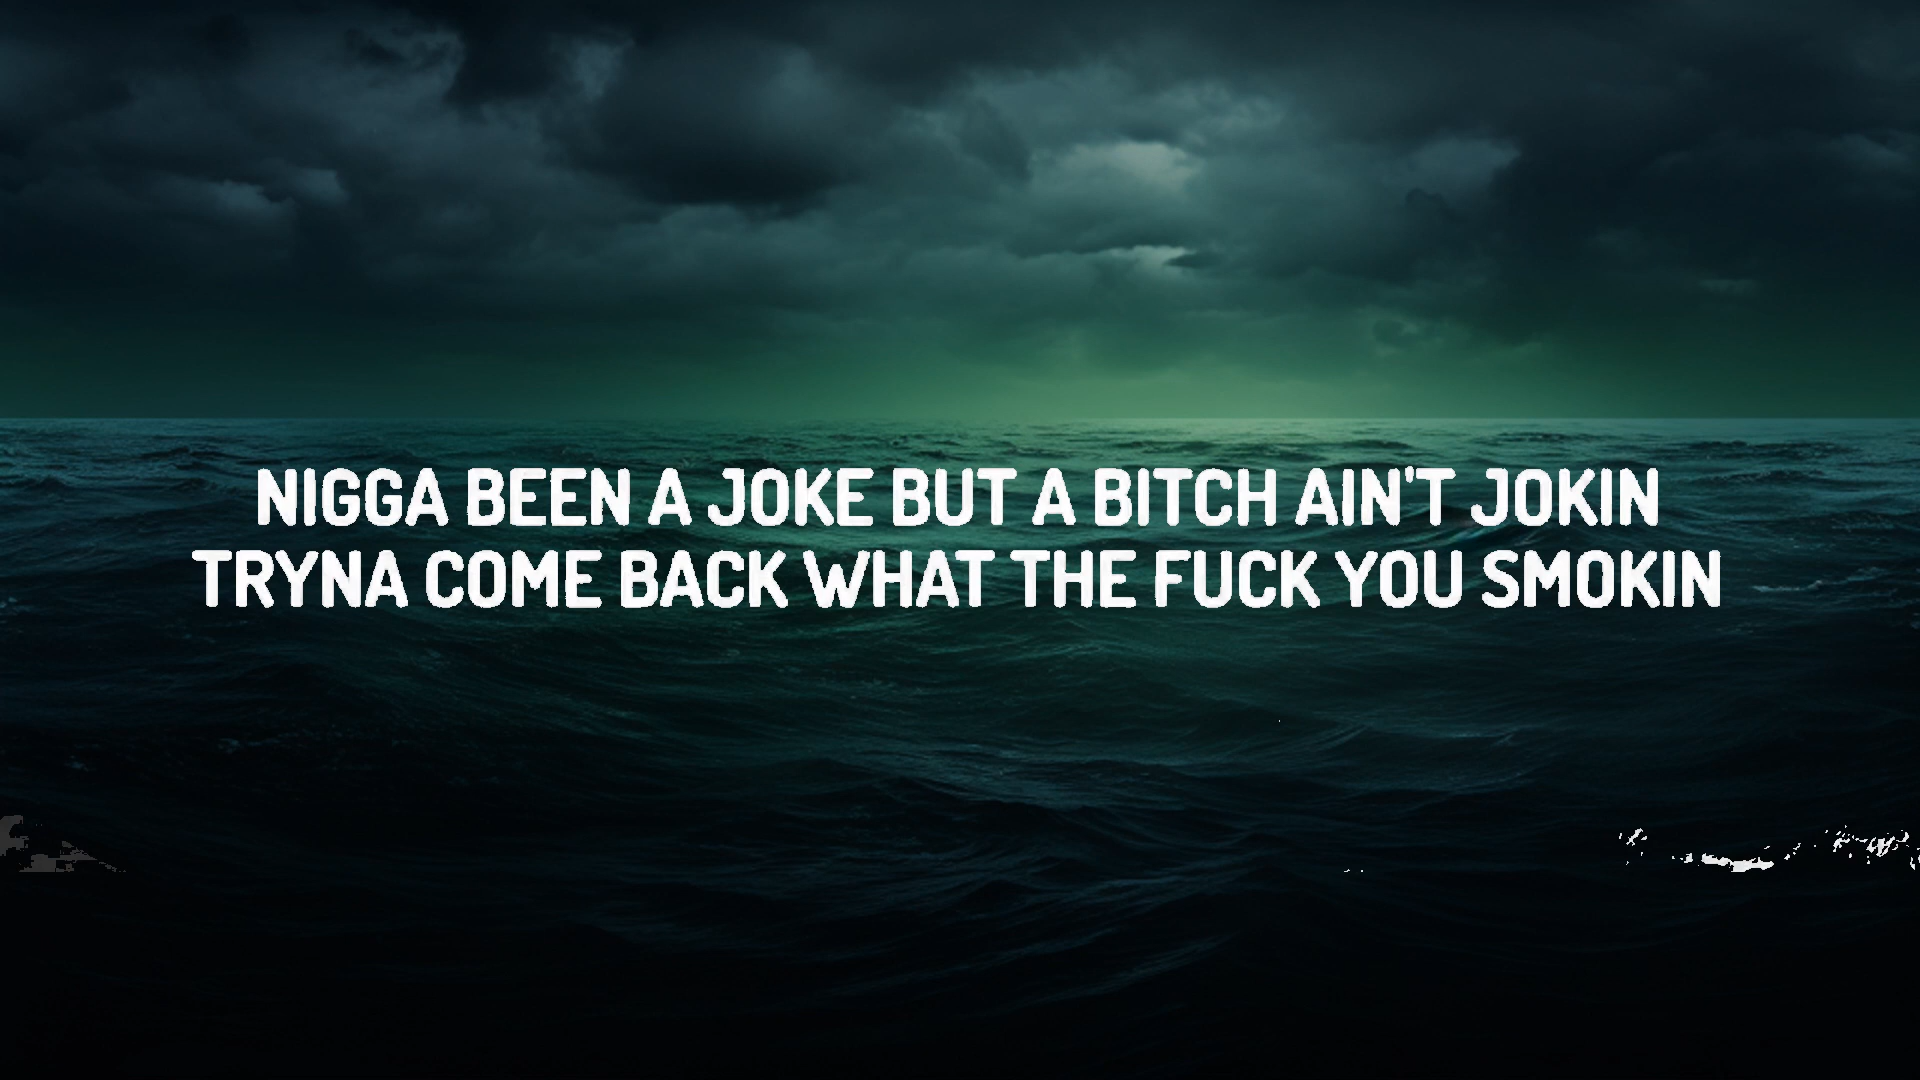 NIGGA BEEN A JOKE BUT A BITCH AIN'T JOKIN
TRYNA COME BACK WHAT THE FUCK YOU SMOKIN